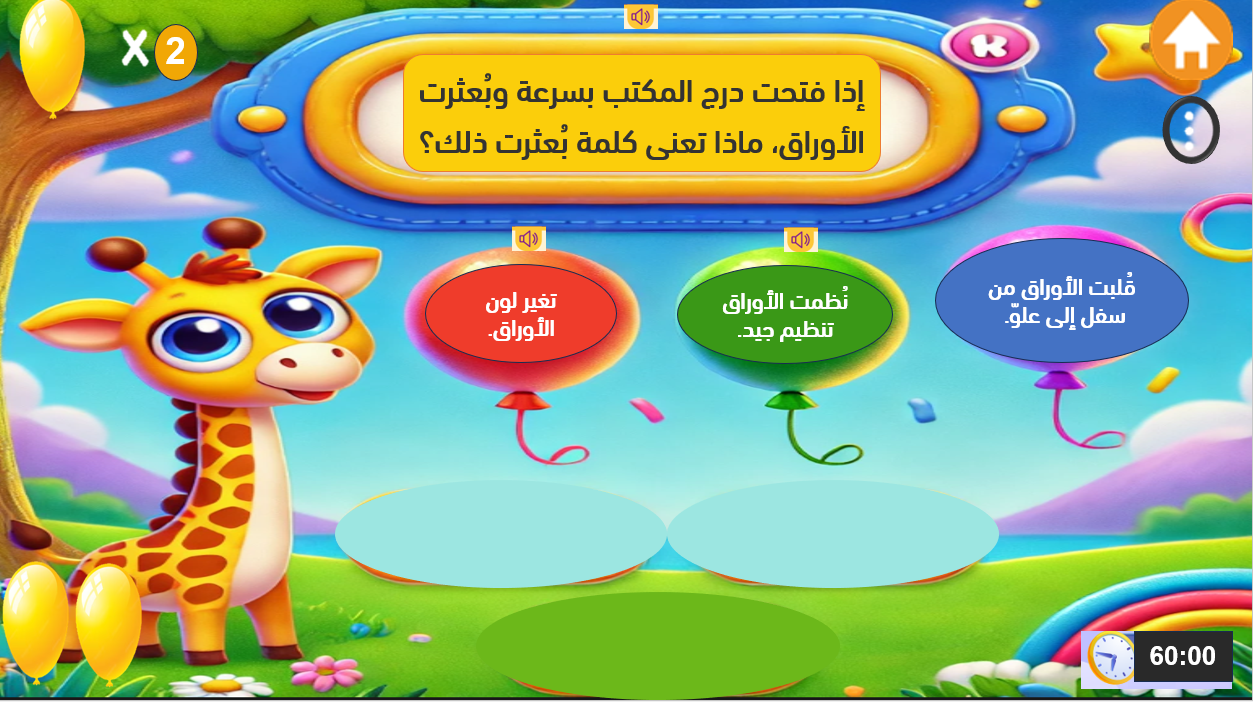 X 2
K
إذا فتحت درج المكتب بسرعة وبُعثرت
الأوراق، ماذا تعنى كلمة بُعثرت ذلك؟
قُلبت الأوراق من
سفل إلى علوّ.
نُظمت الأوراق
تنظيم جيد.
تغير لون
الأوراق.
60:00